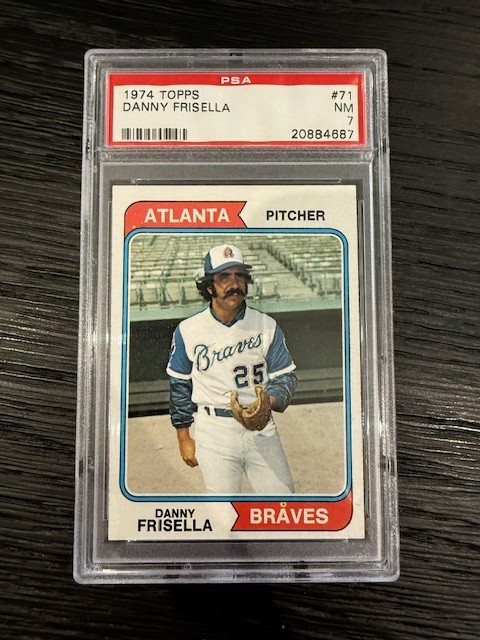 PSA
1974 TOPPS #71
DANNY FRISELLA NM
7
20884687
ATLANTA PITCHER
Braves
25
DANNY
FRISELLA
BRAVES